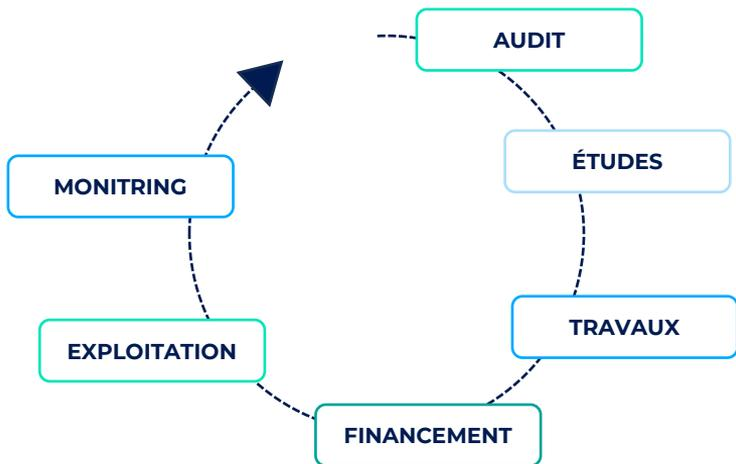 AUDIT
ÉTUDES
TRAVAUX
FINANCEMENT
EXPLOITATION
MONITRING